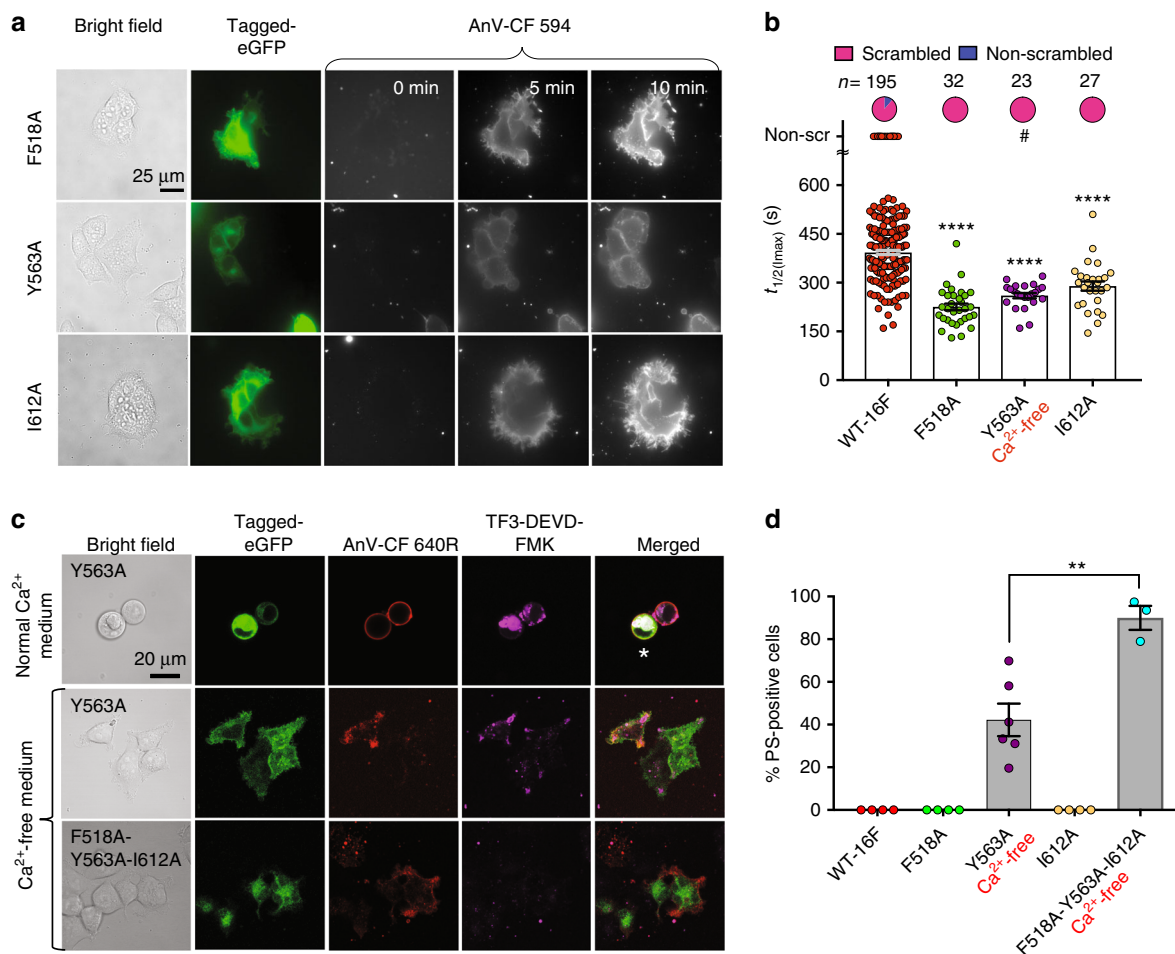 a
Bright field
Tagged-
eGFP
AnV-CF 594
F518A
Y563A
I612A
25 μm
0 min
5 min
10 min
b
Scrambled
Non-scrambled
n= 195
32
23
27
Non-scr
#
600
450
300
150
0
t1/2(Imax) (s)
****
****
****
WT-16F
F518A
Y563A
Ca2+-free
I612A
c
Bright field
Tagged-
eGFP
AnV-CF 640R
TF3-DEVD-
FMK
Merged
Normal Ca2+
medium
Ca2+-free medium
Y563A
20 μm
*
Y563A
F518A-
Y563A-I612A
d
**
100
80
60
40
20
0
% PS-positive cells
WT-16F
F518A
Y563A
Ca2+-free
I612A
F518A-Y563A-I612A
Ca2+-free